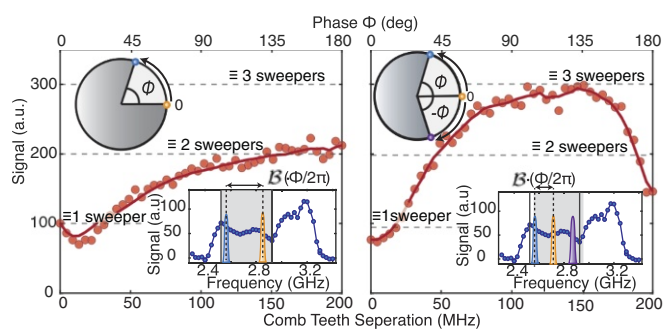 Phase Φ (deg)
0 45 90 135 180
0 45 90 135 180
Signal (a.u.)
300
200
100
0
Φ
0
≡ 3 sweepers
≡ 2 sweepers
≡1 sweeper
ℬ·(Φ/2π)
Signal (a.u)
100
50
0
2.4 2.8 3.2
Frequency (GHz)
0 50 100 150 200
Φ
-Φ
0
≡ 3 sweepers
≡ 2 sweepers
≡1sweeper
ℬ·(Φ/2π)
Signal (a.u)
100
50
0
2.4 2.8 3.2
Frequency (GHz)
0 50 100 150 200
Comb Teeth Seperation (MHz)